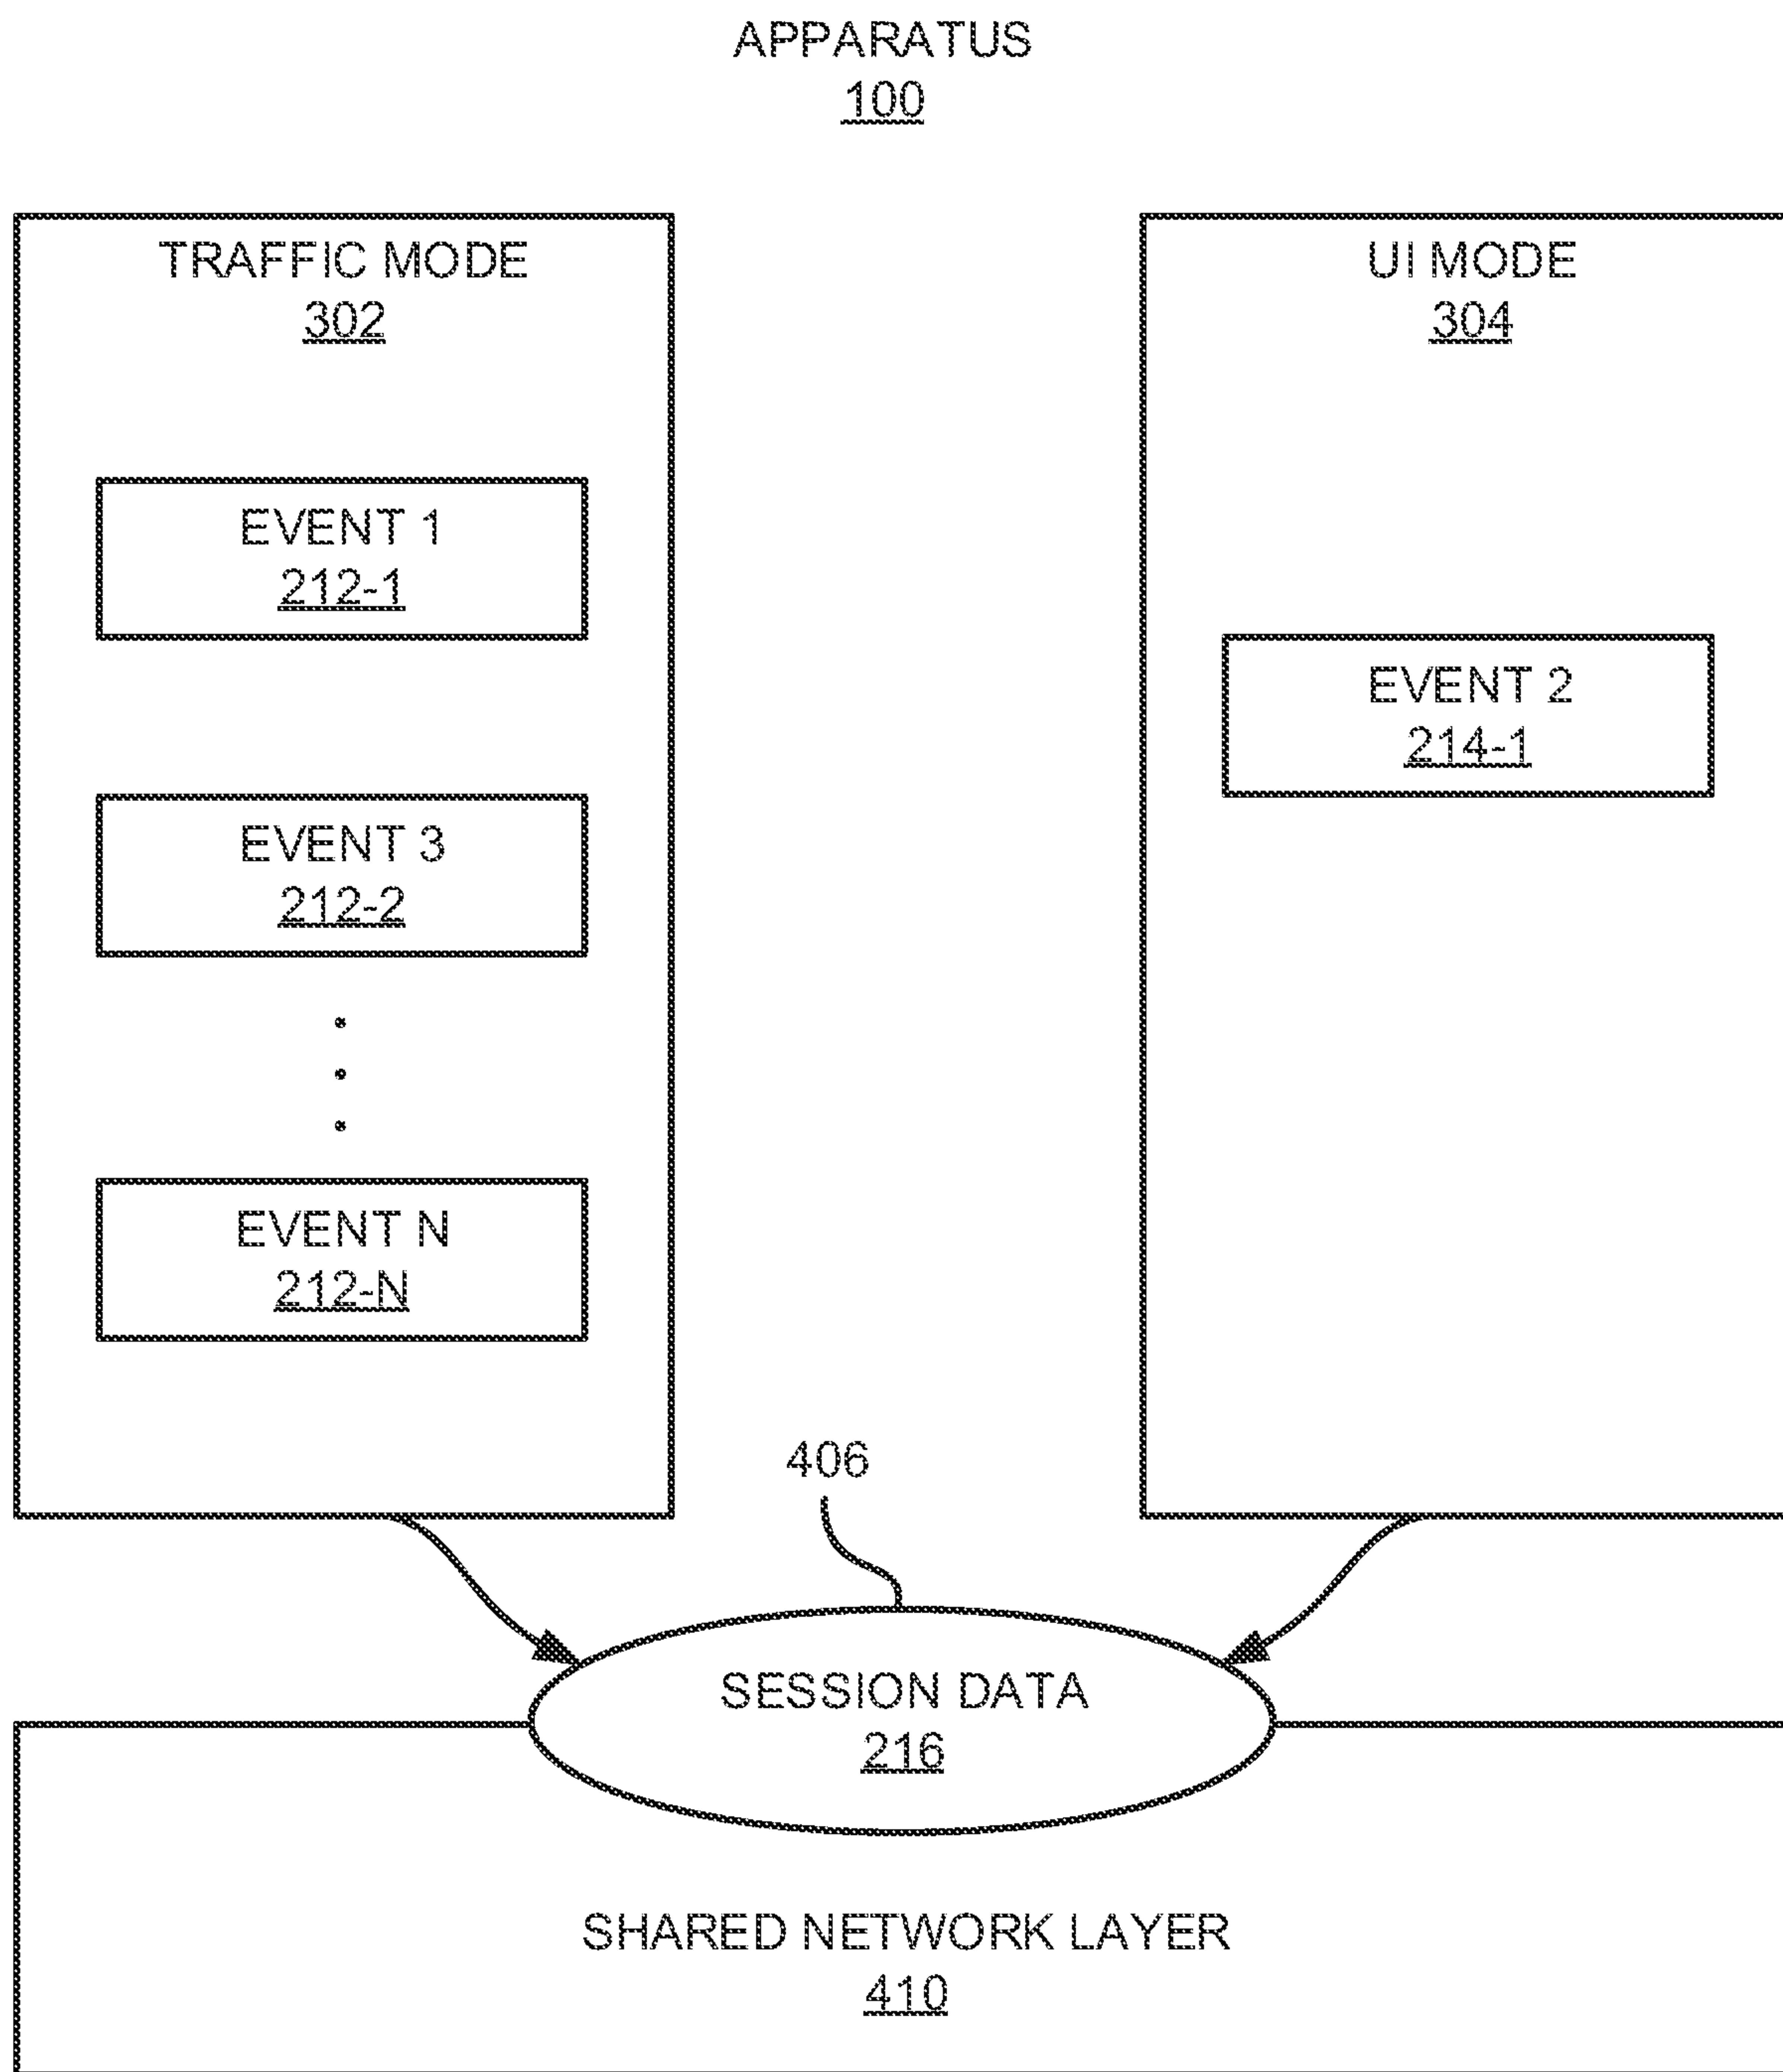 APPARATUS
100
TRAFFIC MODE
302
EVENT 1
212-1
EVENT 3
212-2
EVENT N
212-N
UI MODE
304
EVENT 2
214-1
406
SESSION DATA
216
SHARED NETWORK LAYER
410